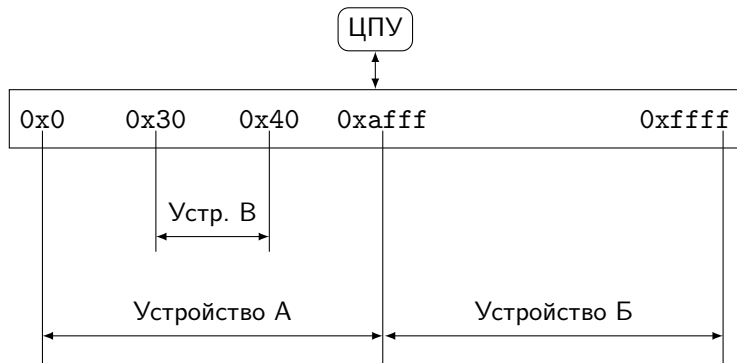 ЦПУ
0x0 0x30 0x40 0xafff 0xffff
Устр. В
Устройство А Устройство Б